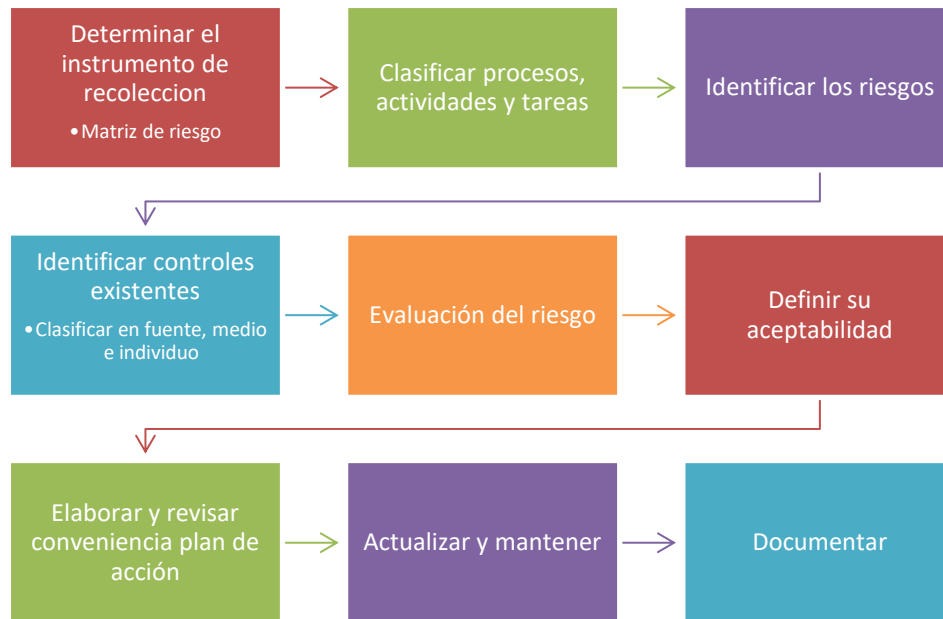 Determinar el
instrumento de
recoleccion
•Matriz de riesgo
Clasificar procesos,
actividades y tareas
Identificar los riesgos
Identificar controles
existentes
•Clasificar en fuente, medio
e individuo
Evaluación del riesgo
Definir su
aceptabilidad
Elaborar y revisar
conveniencia plan de
acción
Actualizar y mantener
Documentar